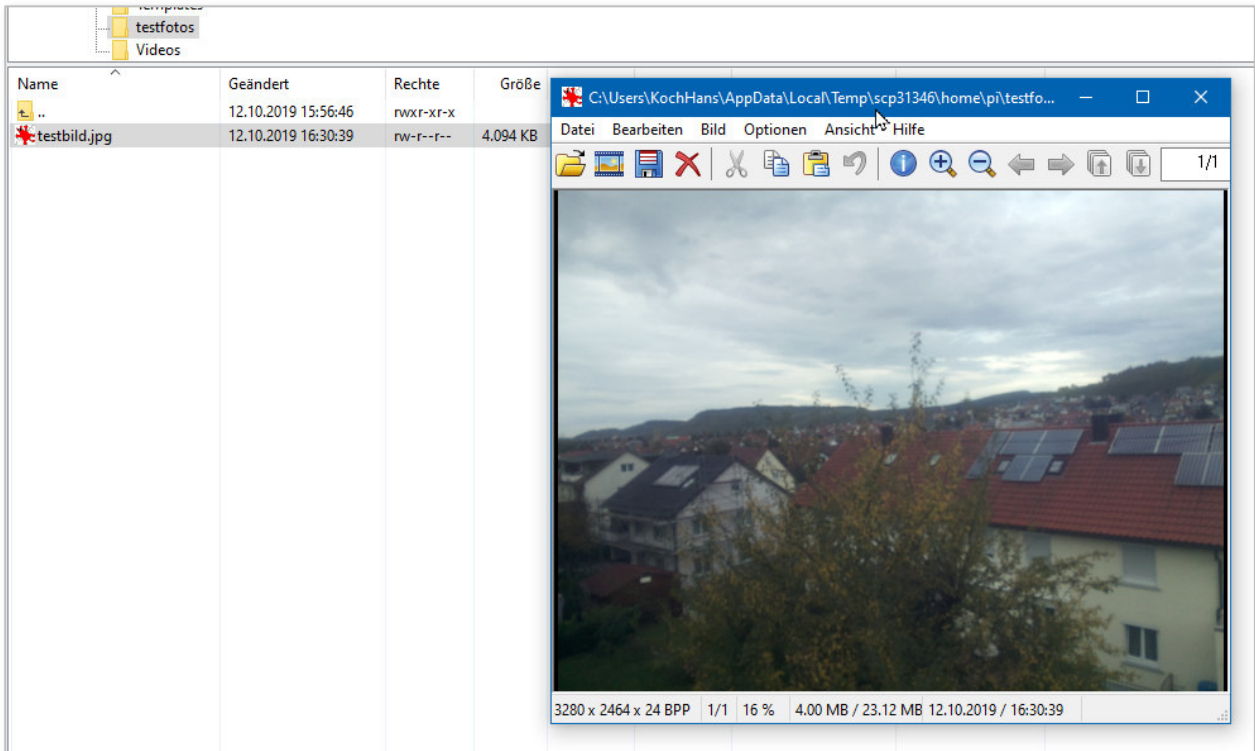 Templates
testfotos
Videos
Name Geändert Rechte Größe
.. 12.10.2019 15:56:46 rwxr-xr-x
testbild.jpg 12.10.2019 16:30:39 rw-r--r-- 4.094 KB
C:\Users\KochHans\AppData\Local\Temp\scp31346\home\pi\testfo...
Datei Bearbeiten Bild Optionen Ansicht Hilfe
1/1
3280 x 2464 x 24 BPP 1/1 16 % 4.00 MB / 23.12 MB 12.10.2019 / 16:30:39